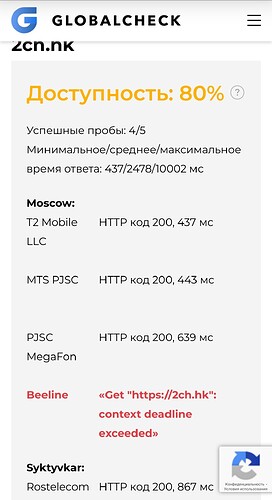 GLOBALCHECK
2ch.hk
Доступность: 80% ?
Успешные пробы: 4/5
Минимальное/среднее/максимальное
время ответа: 437/2478/10002 мс
Moscow:
T2 Mobile LLC HTTP код 200, 437 мс
MTS PJSC HTTP код 200, 443 мс
PJSC MegaFon HTTP код 200, 639 мс
Beeline «Get "https://2ch.hk": context deadline exceeded»
Syktyvkar:
Rostelecom HTTP код 200, 867 мс
Конфиденциальность -
Условия использования